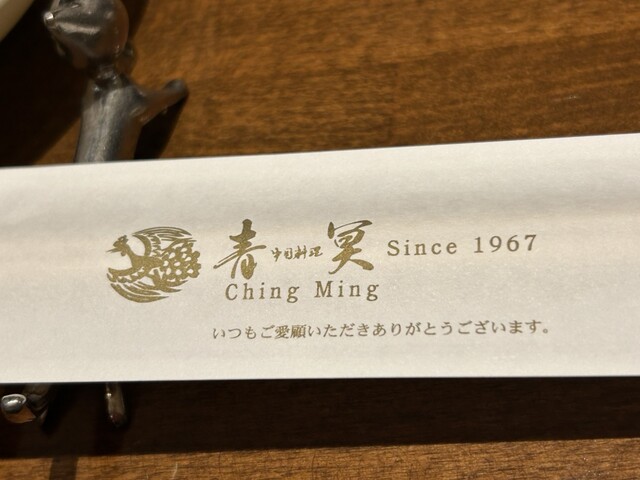 青中国料理冥 Since 1967
Ching Ming
いつもご愛顧いただきありがとうございます。